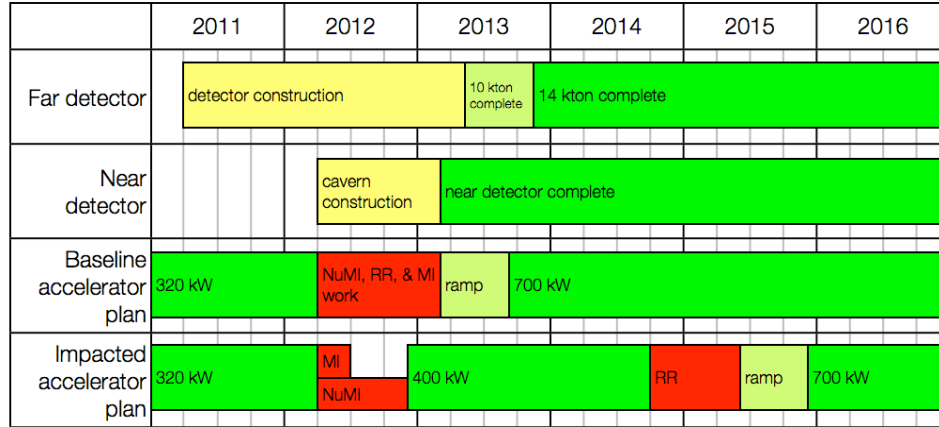 2011 2012 2013 2014 2015 2016
Far detector
detector construction
10 kton
complete
14 kton complete
Near
detector
cavern
construction
near detector complete
Baseline
accelerator
plan
320 kW
NuMI, RR, & MI
work
ramp
700 kW
Impacted
accelerator
plan
320 kW
MI
NuMI
400 kW
RR
ramp
700 kW